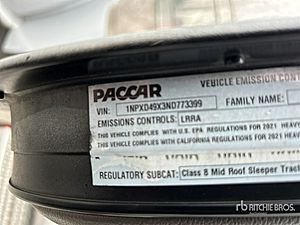 PACCAR
VEHICLE EMISSION CONT
VIN: 1NPXD49X3ND773399
FAMILY NAME:
EMISSIONS CONTROLS: LRRA
THIS VEHICLE COMPLIES WITH U.S. EPA REGULATIONS FOR 2021 HEAVY
THIS VEHICLE COMPLIES WITH CALIFORNIA REGULATIONS FOR 2021 HEAV
REGULATORY SUBCAT: Class 8 Mid Roof Sleeper Tract
rb RITCHIE BROS.